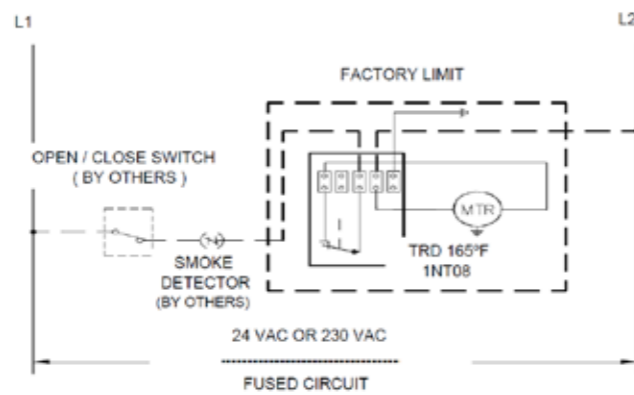 L1
L2
FACTORY LIMIT
OPEN / CLOSE SWITCH
( BY OTHERS )
MTR
TRD 165ºF
1NT08
SMOKE
DETECTOR
(BY OTHERS)
24 VAC OR 230 VAC
FUSED CIRCUIT